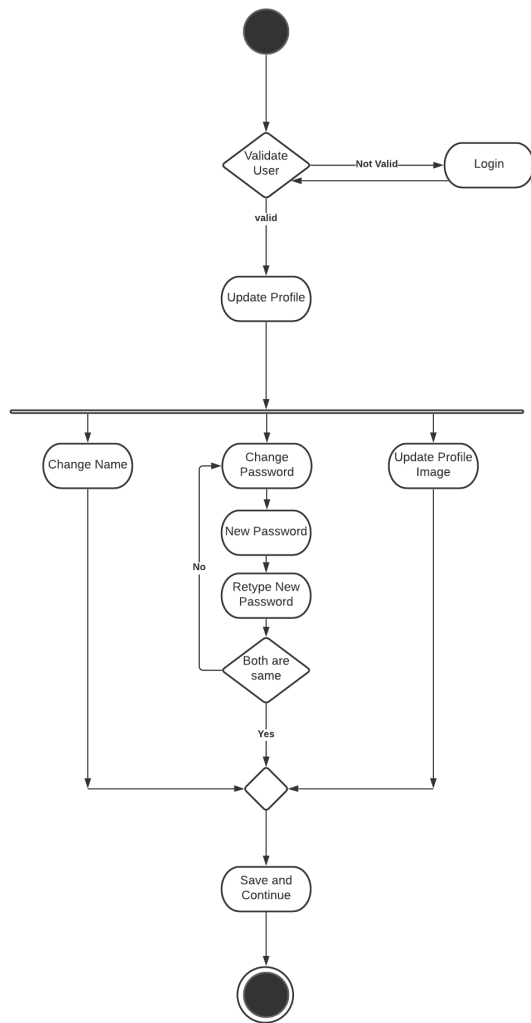 Validate
User
Not Valid
Login
valid
Update Profile
Change Name
Change
Password
Update Profile
Image
New Password
No
Retype New
Password
Both are
same
Yes
Save and
Continue